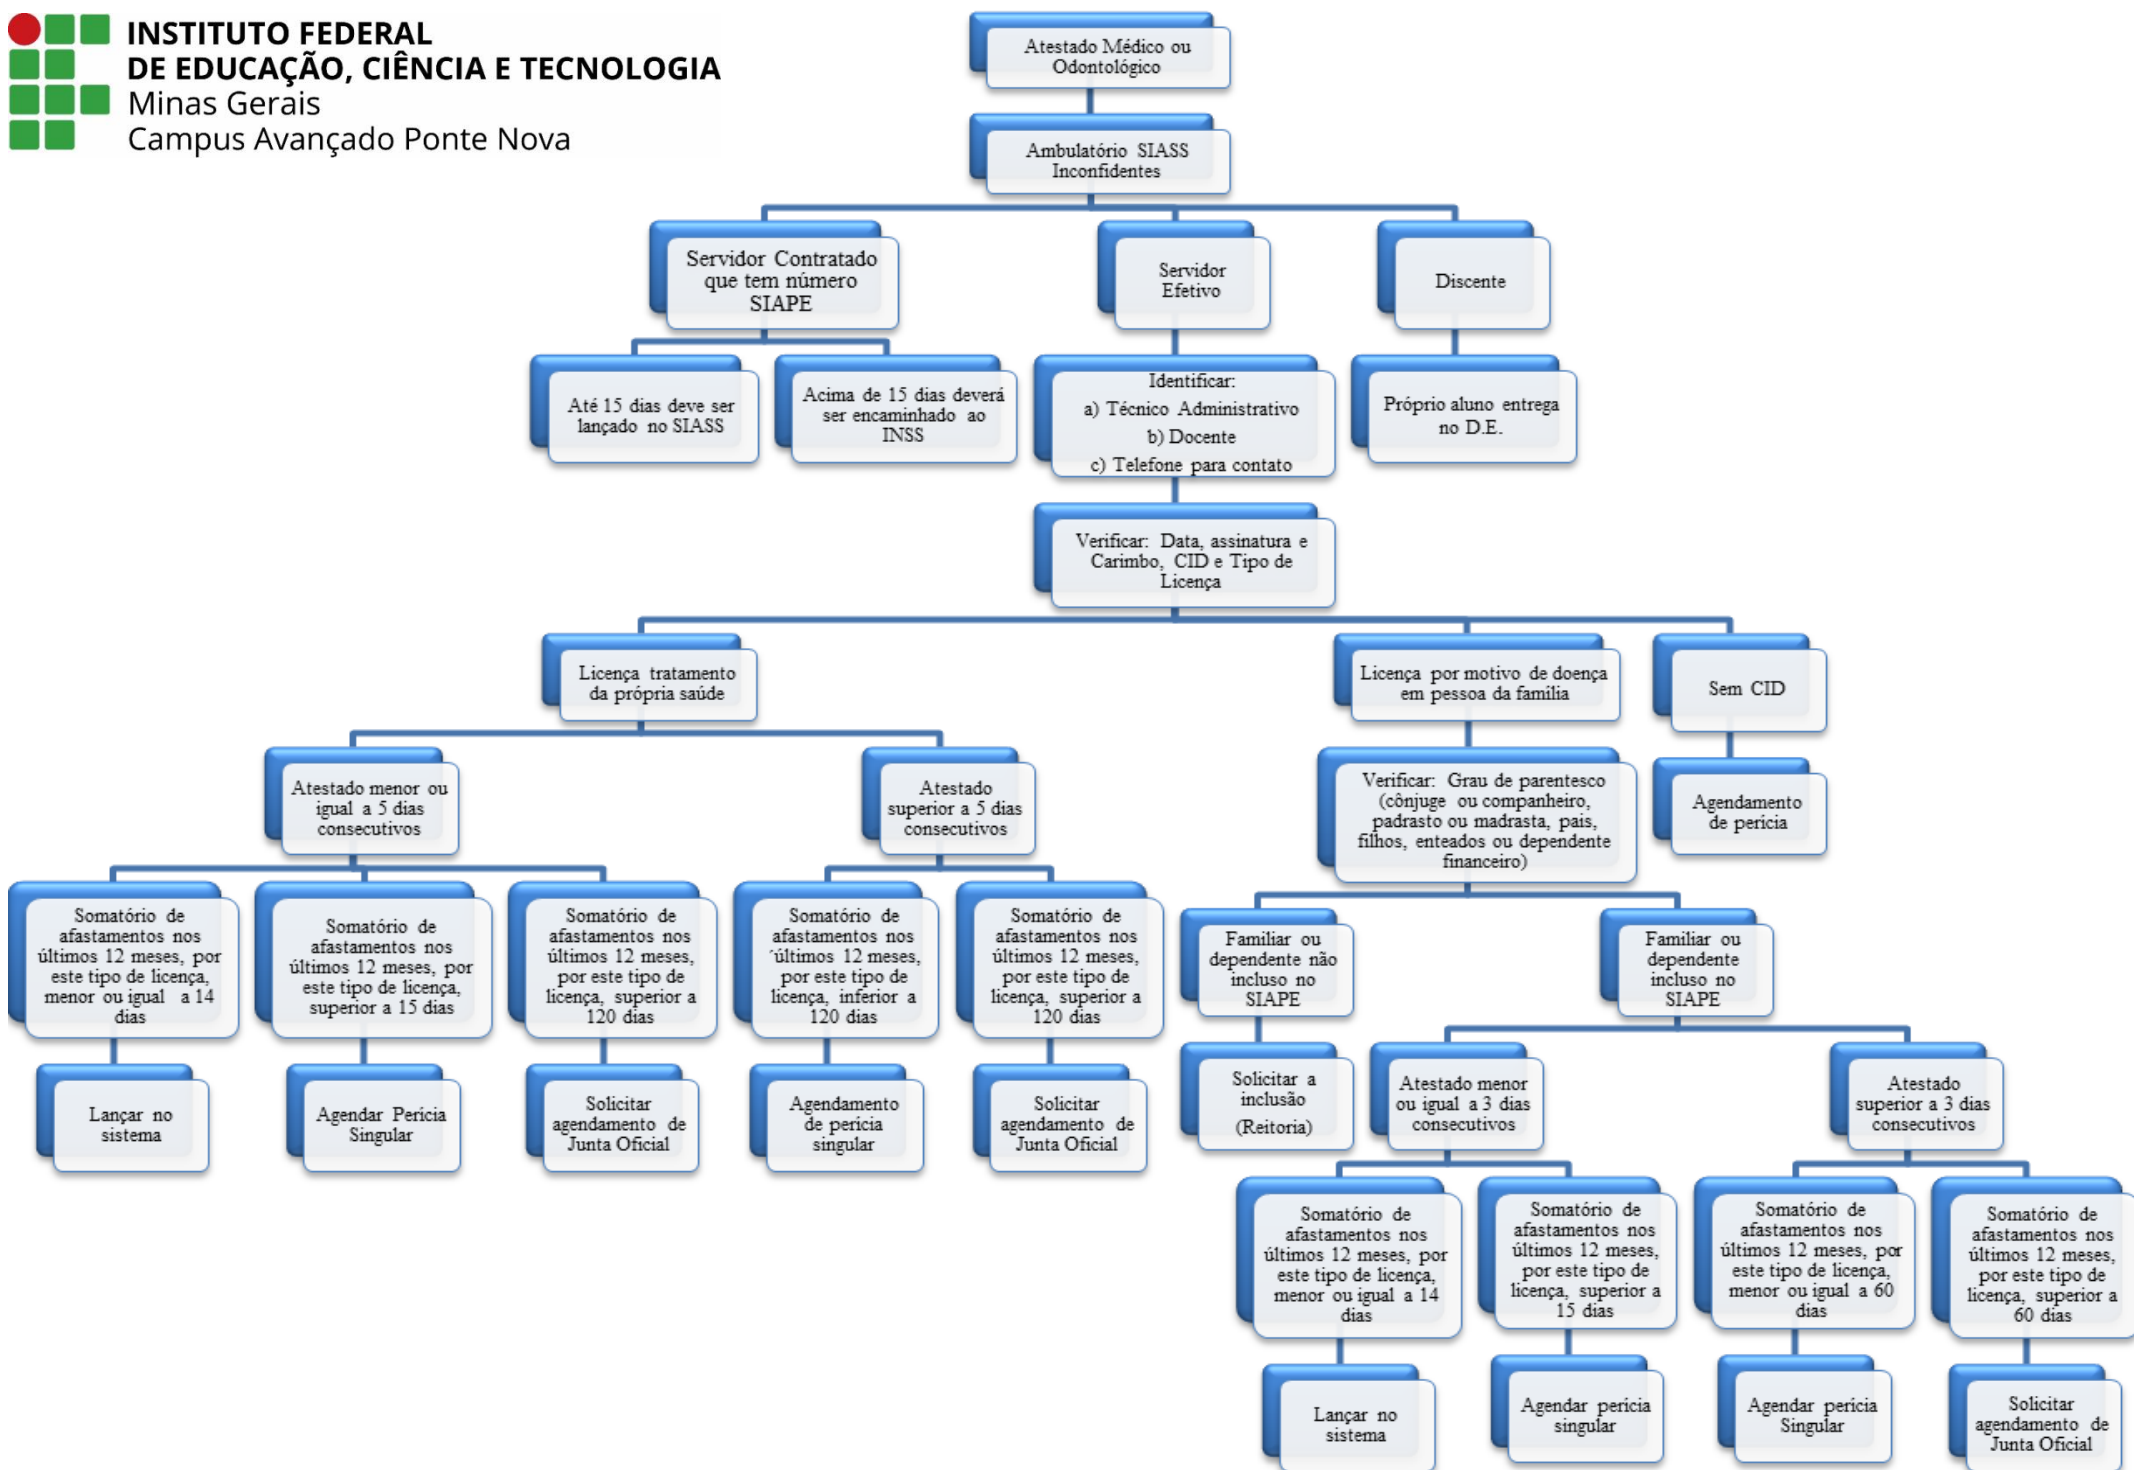 INSTITUTO FEDERAL
DE EDUCAÇÃO, CIÊNCIA E TECNOLOGIA
Minas Gerais
Campus Avançado Ponte Nova
Atestado Médico ou
Odontológico
Ambulatório SIASS
Inconfidentes
Servidor Contratado
que tem número
SIAPE
Servidor
Efetivo
Discente
Até 15 dias deve ser
lançado no SIASS
Acima de 15 dias deverá
ser encaminhado ao
INSS
Identificar:
a) Técnico Administrativo
b) Docente
c) Telefone para contato
Próprio aluno entrega
no D.E.
Verificar: Data, assinatura e
Carimbo, CID e Tipo de
Licença
Licença tratamento
da própria saúde
Licença por motivo de doença
em pessoa da família
Sem CID
Atestado menor ou
igual a 5 dias
consecutivos
Atestado
superior a 5 dias
consecutivos
Verificar: Grau de parentesco
(cônjuge ou companheiro,
padrasto ou madrasta, pais,
filhos, enteados ou dependente
financeiro)
Agendamento
de perícia
Somatório de
afastamentos nos
últimos 12 meses, por
este tipo de licença,
menor ou igual a 14
dias
Somatório de
afastamentos nos
últimos 12 meses, por
este tipo de licença,
superior a 15 dias
Somatório de
afastamentos nos
últimos 12 meses,
por este tipo de
licença, superior a
120 dias
Somatório de
afastamentos nos
´últimos 12 meses,
por este tipo de
licença, inferior a
120 dias
Somatório de
afastamentos nos
últimos 12 meses,
por este tipo de
licença, superior a
120 dias
Familiar ou
dependente não
incluso no
SIAPE
Familiar ou
dependente
incluso no
SIAPE
Lançar no
sistema
Agendar Perícia
Singular
Solicitar
agendamento de
Junta Oficial
Agendamento
de perícia
singular
Solicitar
agendamento de
Junta Oficial
Solicitar a
inclusão
(Reitoria)
Atestado menor
ou igual a 3 dias
consecutivos
Atestado
superior a 3 dias
consecutivos
Somatório de
afastamentos nos
últimos 12 meses, por
este tipo de licença,
menor ou igual a 14
dias
Somatório de
afastamentos nos
últimos 12 meses,
por este tipo de
licença, superior a
15 dias
Somatório de
afastamentos nos
últimos 12 meses, por
este tipo de licença,
menor ou igual a 60
dias
Somatório de
afastamentos nos
últimos 12 meses,
por este tipo de
licença, superior a
60 dias
Lançar no
sistema
Agendar perícia
singular
Agendar perícia
Singular
Solicitar
agendamento de
Junta Oficial